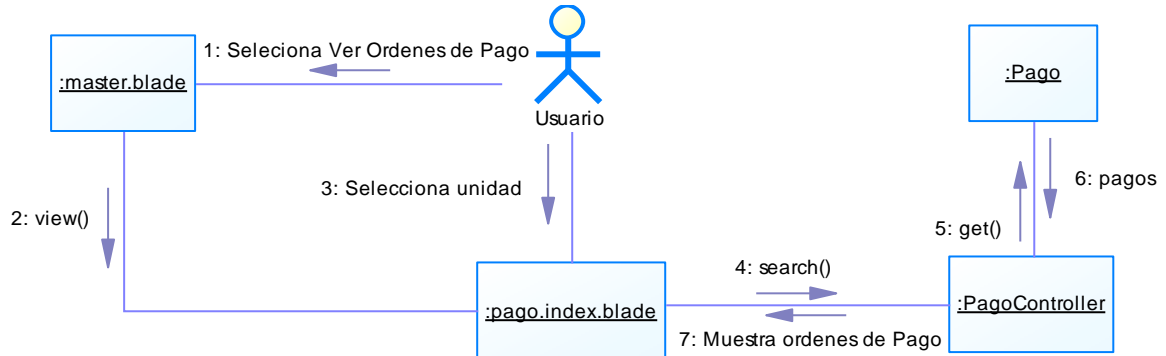 1: Seleciona Ver Ordenes de Pago
:master.blade
:Pago
Usuario
3: Selecciona unidad
6: pagos
2: view()
5: get()
4: search()
:pago.index.blade
:PagoController
7: Muestra ordenes de Pago